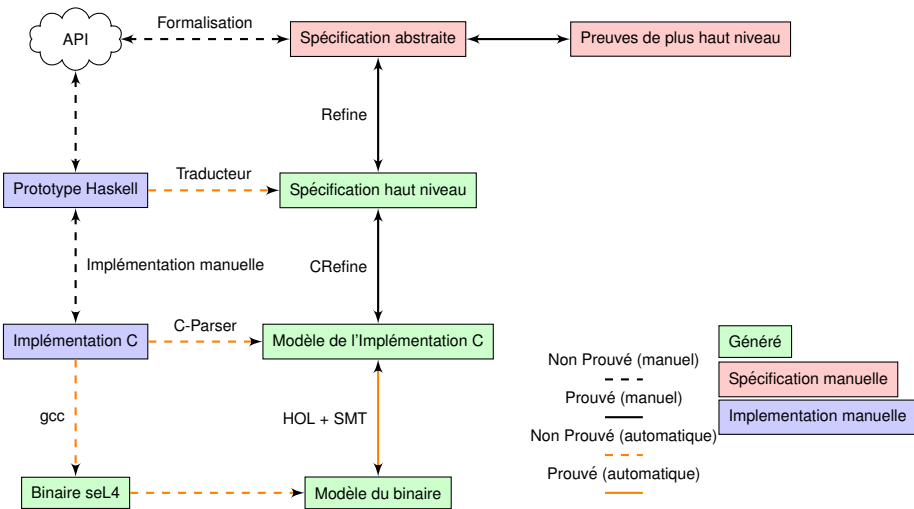 Formalisation
API
Spécification abstraite
Preuves de plus haut niveau
Refine
Traducteur
Prototype Haskell
Spécification haut niveau
Implémentation manuelle
CRefine
C-Parser
Implémentation C
Modèle de l'Implémentation C
gcc
HOL + SMT
Binaire seL4
Modèle du binaire
Non Prouvé (manuel)
Prouvé (manuel)
Non Prouvé (automatique)
Prouvé (automatique)
Généré
Spécification manuelle
Implementation manuelle